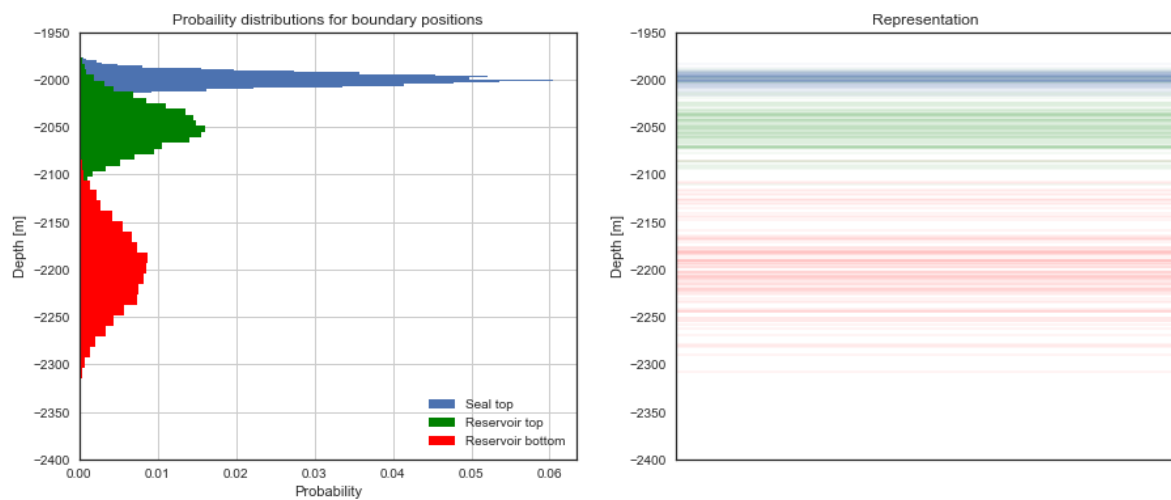 Probaility distributions for boundary positions
−1950
−2000
−2050
−2100
−2150
−2200
−2250
−2300
−2350
−2400
Depth [m]
0.00 0.01 0.02 0.03 0.04 0.05 0.06
Probability
Seal top
Reservoir top
Reservoir bottom
Representation
−1950
−2000
−2050
−2100
−2150
−2200
−2250
−2300
−2350
−2400
Depth [m]